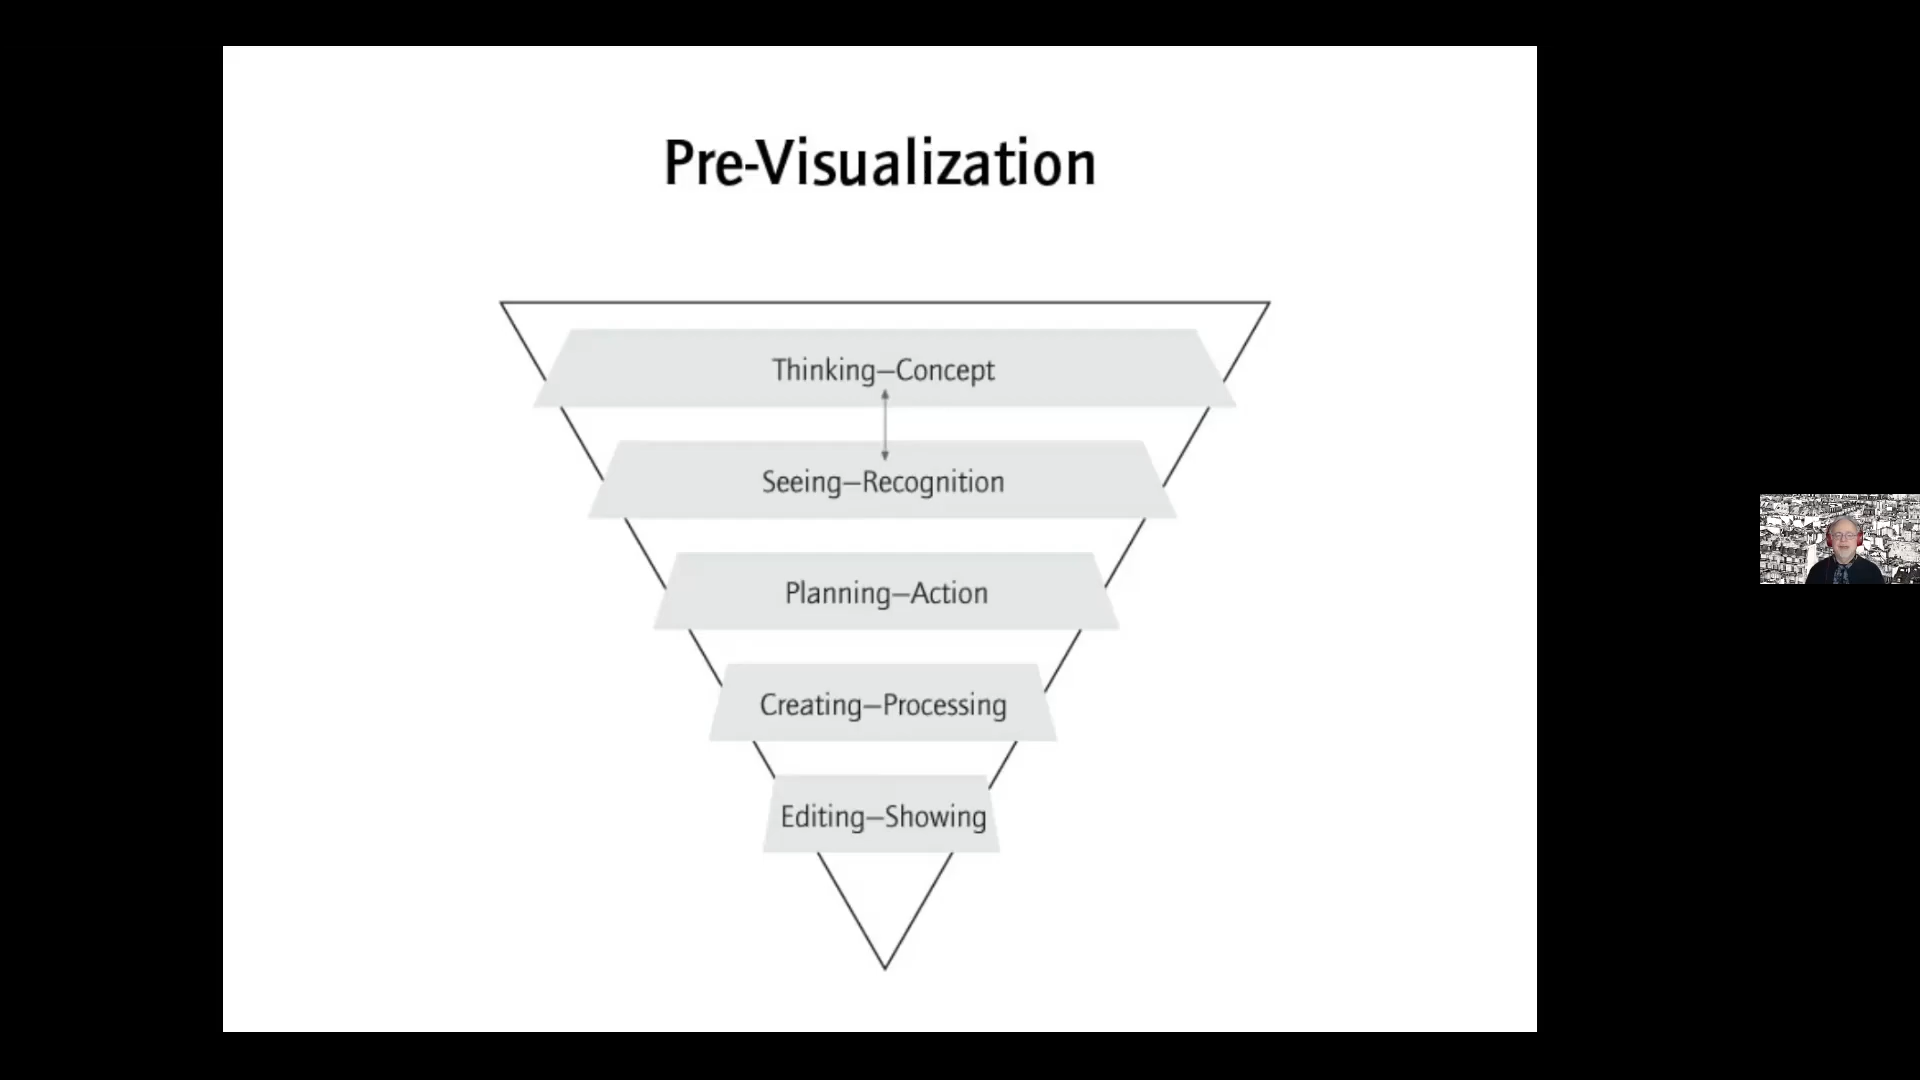 Pre-Visualization
Thinking—Concept
Seeing—Recognition
Planning—Action
Creating—Processing
Editing—Showing